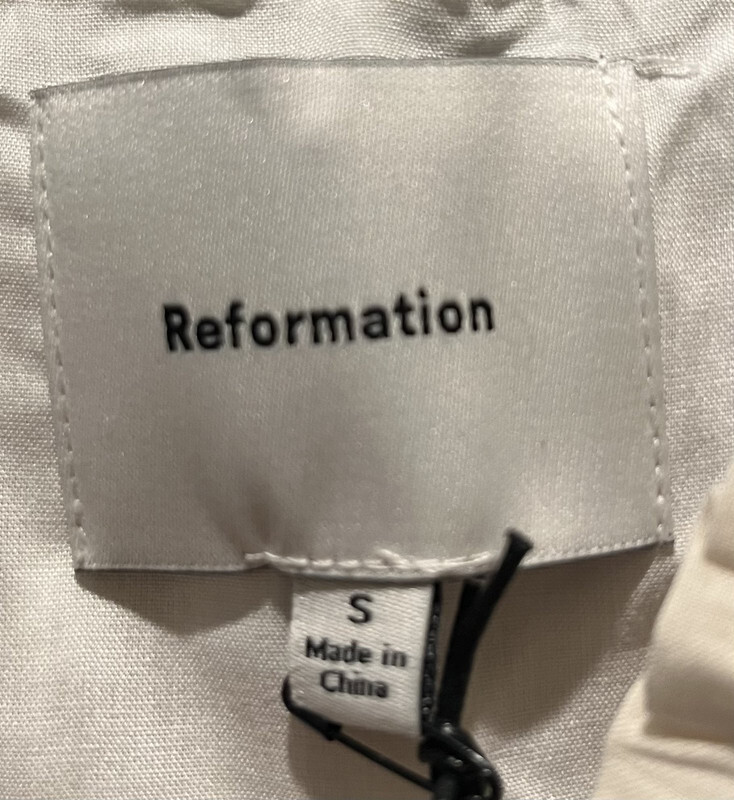 Reformation
S
Made in
China